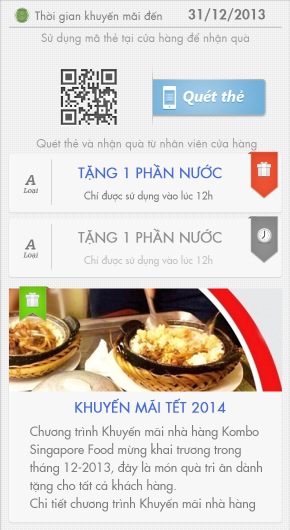 Thời gian khuyến mãi đến 31/12/2013
Sử dụng mã thẻ tại cửa hàng để nhận quà
Quét thẻ
Quét thẻ và nhận quà từ nhân viên cửa hàng
A
Loại
TẶNG 1 PHẦN NƯỚC
Chỉ được sử dụng vào lúc 12h
A
Loại
TẶNG 1 PHẦN NƯỚC
Chỉ được sử dụng vào lúc 12h
KHUYẾN MÃI TẾT 2014
Chương trình Khuyến mãi nhà hàng Kombo
Singapore Food mừng khai trương trong
tháng 12-2013, đây là món quà tri ân dành
tặng cho tất cả khách hàng.
Chi tiết chương trình Khuyến mãi nhà hàng